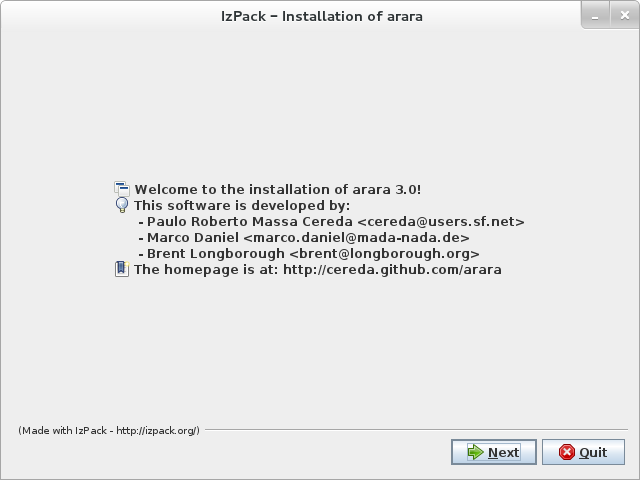 IzPack – Installation of arara
Welcome to the installation of arara 3.0!
This software is developed by:
- Paulo Roberto Massa Cereda <cereda@users.sf.net>
- Marco Daniel <marco.daniel@mada-nada.de>
- Brent Longborough <brent@longborough.org>
The homepage is at: http://cereda.github.com/arara
(Made with IzPack - http://izpack.org/)
Next
Quit